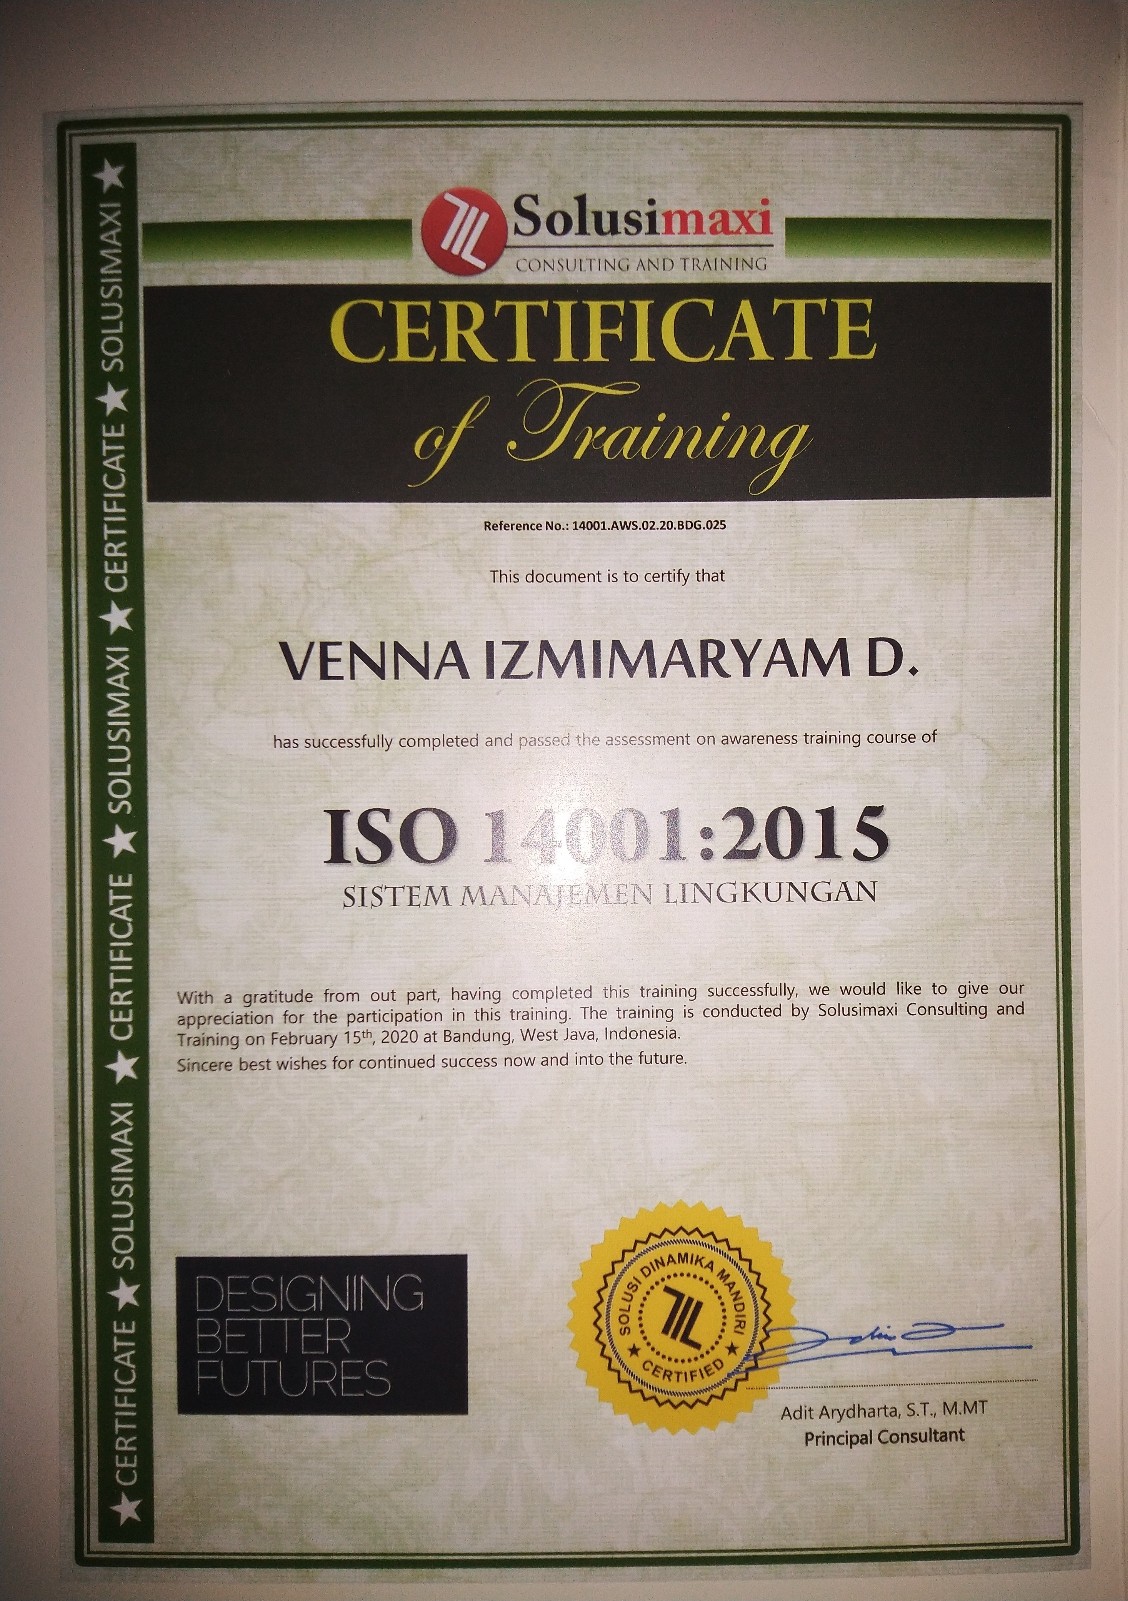 Solusimaxi
CONSULTING AND TRAINING
CERTIFICATE
of Training
Reference No.: 14001.AWS.02.20.BDG.025
This document is to certify that
VENNA IZMIMARYAM D.
has successfully completed and passed the assessment on awareness training course of
ISO 14001:2015
SISTEM MANAJEMEN LINGKUNGAN
With a gratitude from out part, having completed this training successfully, we would like to give our
appreciation for the participation in this training. The training is conducted by Solusimaxi Consulting and
Training on February 15th, 2020 at Bandung, West Java, Indonesia.
Sincere best wishes for continued success now and into the future.
DESIGNING
BETTER
FUTURES
SOLUSI DINAMIKA MANDIRI
★ CERTIFIED ★
Adit Arydharta, S.T., M.MT
Principal Consultant
★ CERTIFICATE ★ SOLUSIMAXI ★ CERTIFICATE ★ SOLUSIMAXI ★ CERTIFICATE ★ SOLUSIMAXI ★